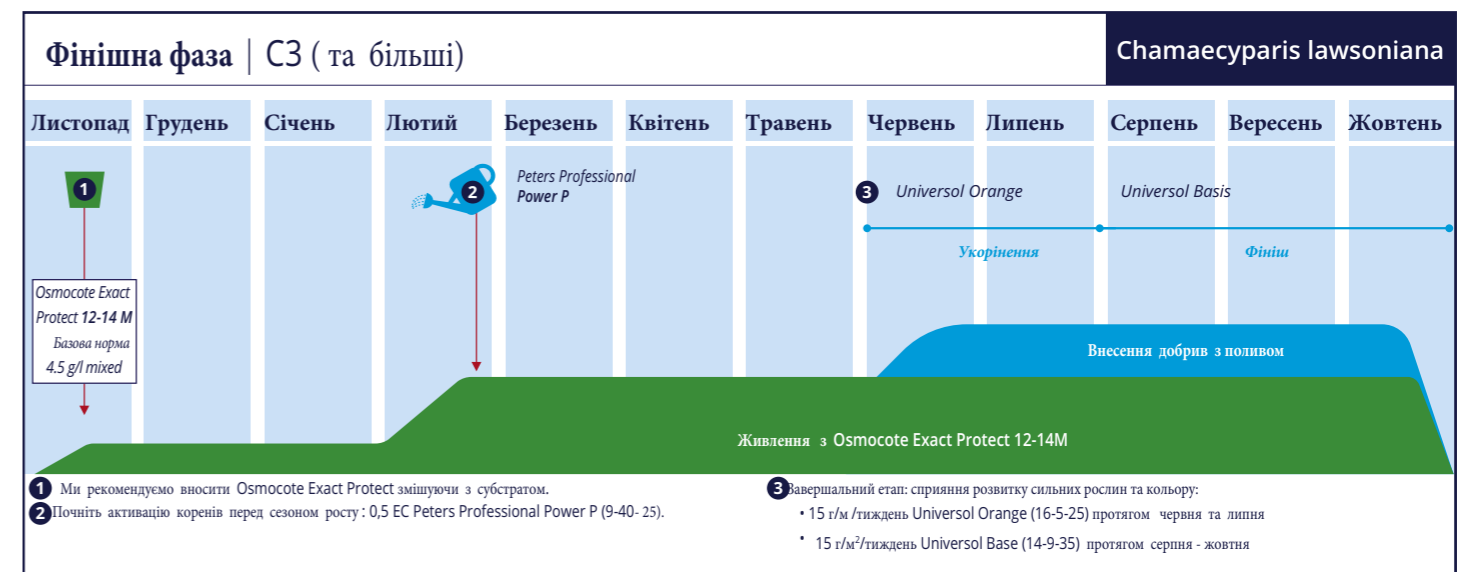 Фінішна фаза | C3 ( та більші)
Chamaecyparis lawsoniana
Листопад Грудень Січень Лютий Березень Квітень Травень Червень Липень Серпень Вересень Жовтень
1
2
Peters Professional
Power P
3 Universol Orange
Universol Basis
Укорінення
Фініш
Osmocote Exact
Protect 12-14 M
Базова норма
4.5 g/l mixed
Внесення добрив з поливом
Живлення з Osmocote Exact Protect 12-14M
1 Ми рекомендуємо вносити Osmocote Exact Protect змішуючи з субстратом.
2 Почніть активацію коренів перед сезоном росту: 0,5 EC Peters Professional Power P (9-40- 25).
3 Завершальний етап: сприяння розвитку сильних рослин та кольору:
• 15 г/м /тиждень Universol Orange (16-5-25) протягом червня та липня
• 15 г/м²/тиждень Universol Base (14-9-35) протягом серпня - жовтня